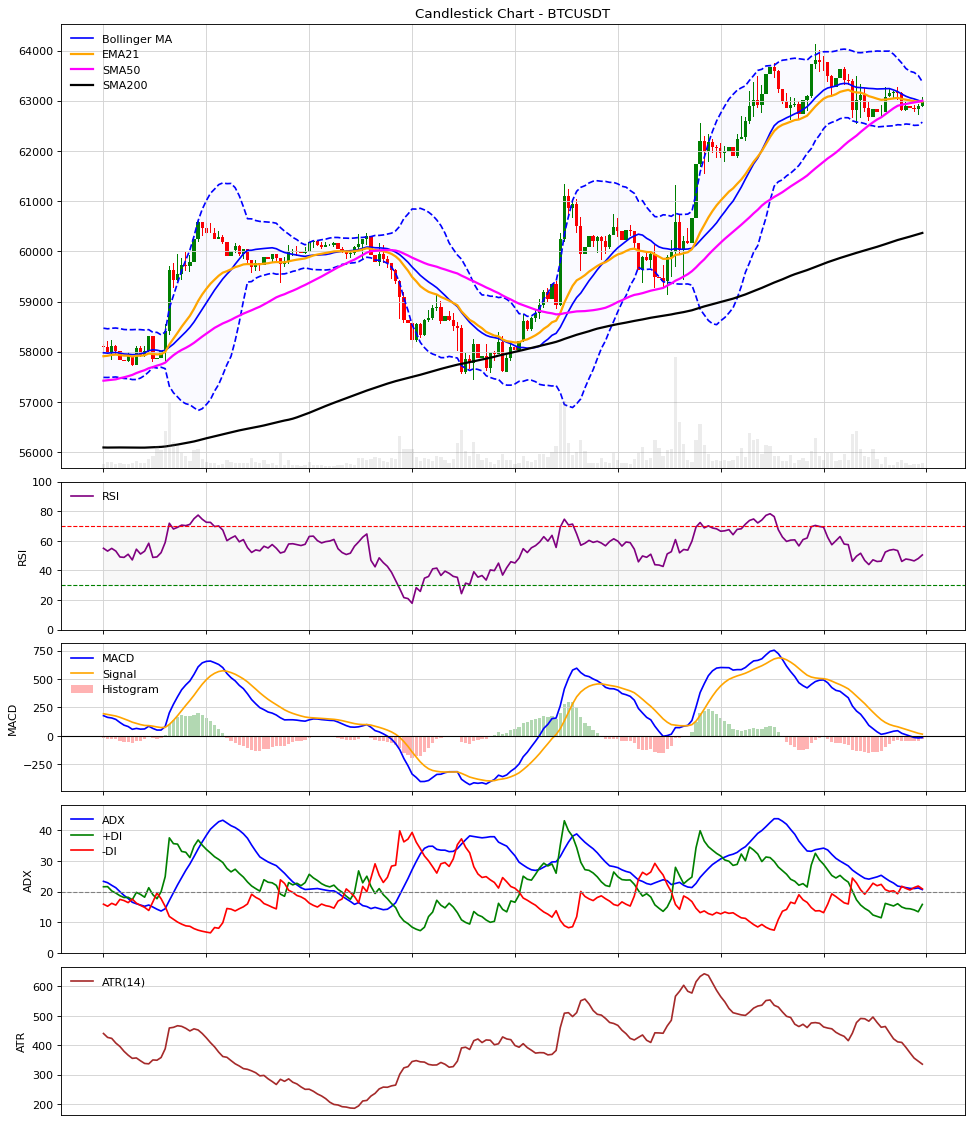 Candlestick Chart - BTCUSDT
Bollinger MA
EMA21
SMA50
SMA200
64000
63000
62000
61000
60000
59000
58000
57000
56000
RSI
RSI
100
80
60
40
20
0
MACD
MACD
Signal
Histogram
750
500
250
0
−250
ADX
ADX
+DI
-DI
40
30
20
10
0
ATR
ATR(14)
600
500
400
300
200